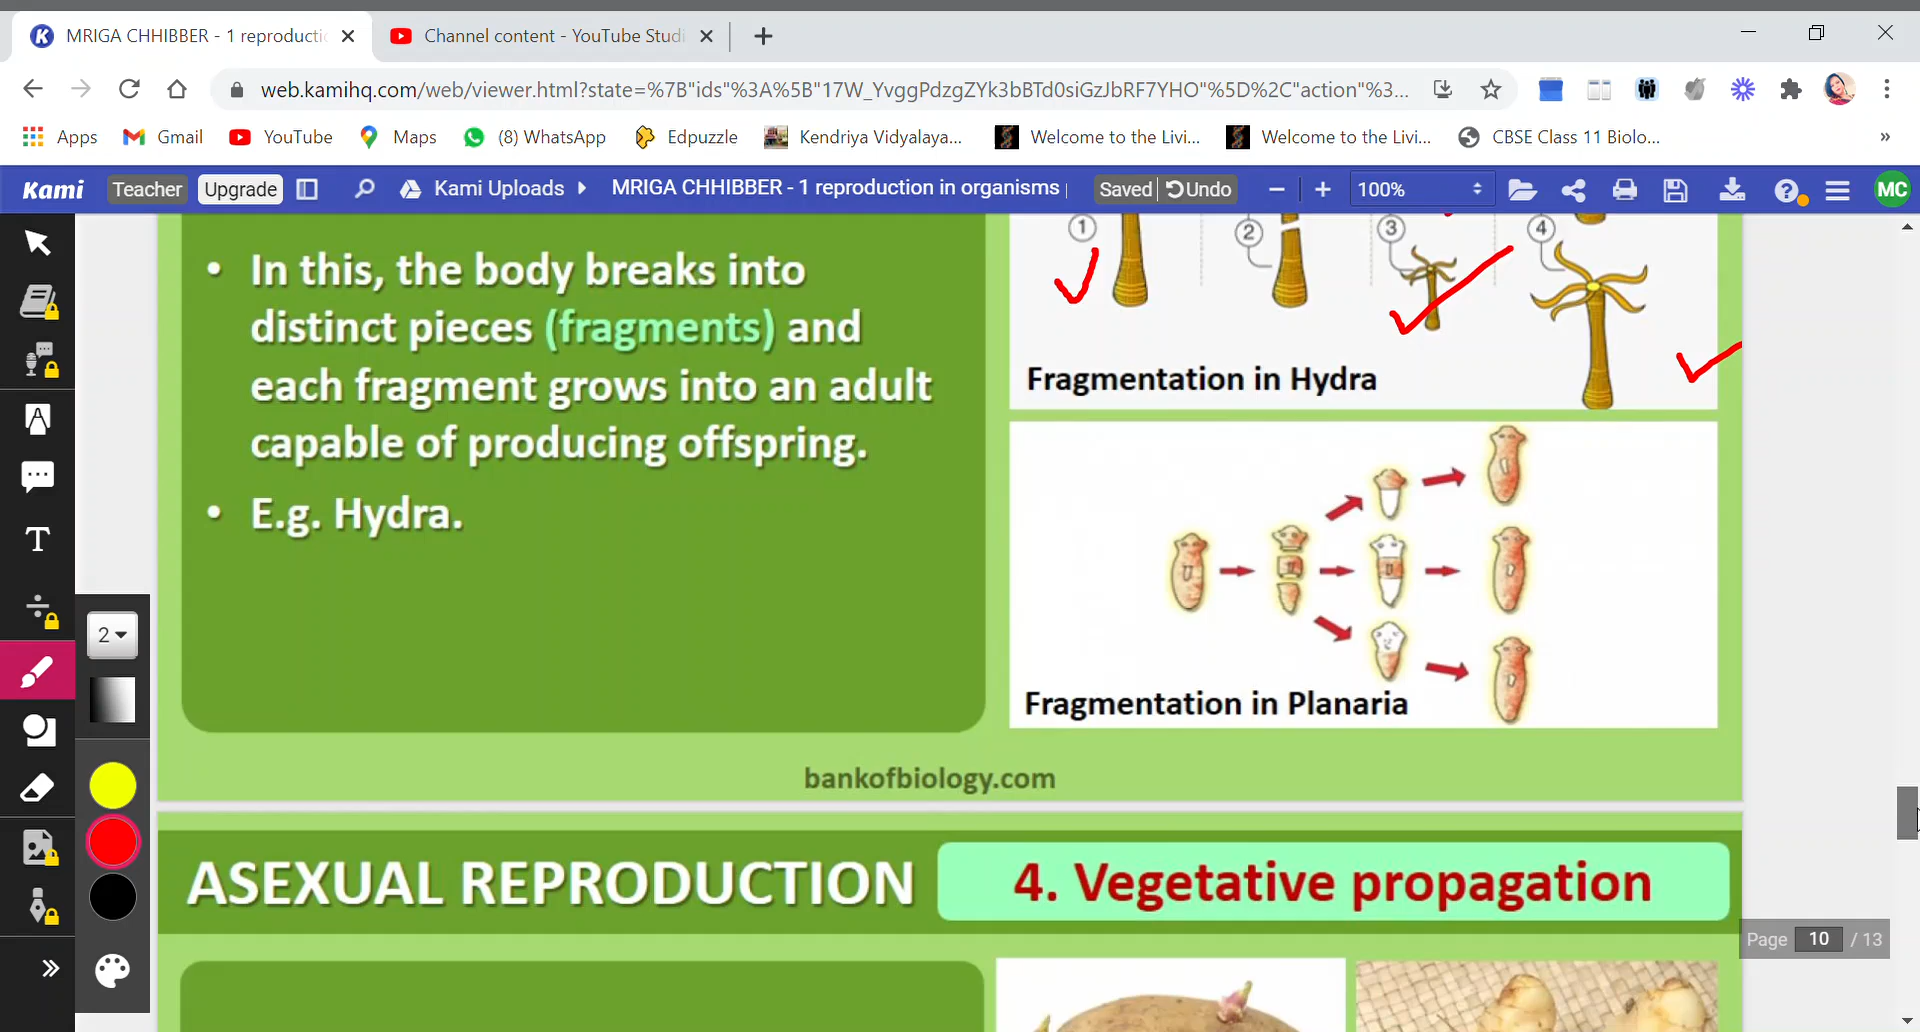 MRIGA CHHIBBER - 1 reproducti
Channel content - YouTube Studi
web.kamihq.com/web/viewer.html?state=%7B"ids"%3A%5B"17W_YvggPdzgZYk3bBTd0siGzJbRF7YHO"%5D%2C"action"%3...
Apps
Gmail
YouTube
Maps
(8) WhatsApp
Edpuzzle
Kendriya Vidyalaya...
Welcome to the Livi...
Welcome to the Livi...
CBSE Class 11 Biolo...
»
Kami
Teacher
Upgrade
Kami Uploads
MRIGA CHHIBBER - 1 reproduction in organisms
Saved
Undo
100%
MC
• In this, the body breaks into
distinct pieces (fragments) and
each fragment grows into an adult
capable of producing offspring.
• E.g. Hydra.
1
2
3
4
Fragmentation in Hydra
Fragmentation in Planaria
bankofbiology.com
2
ASEXUAL REPRODUCTION
4. Vegetative propagation
Page 10 / 13